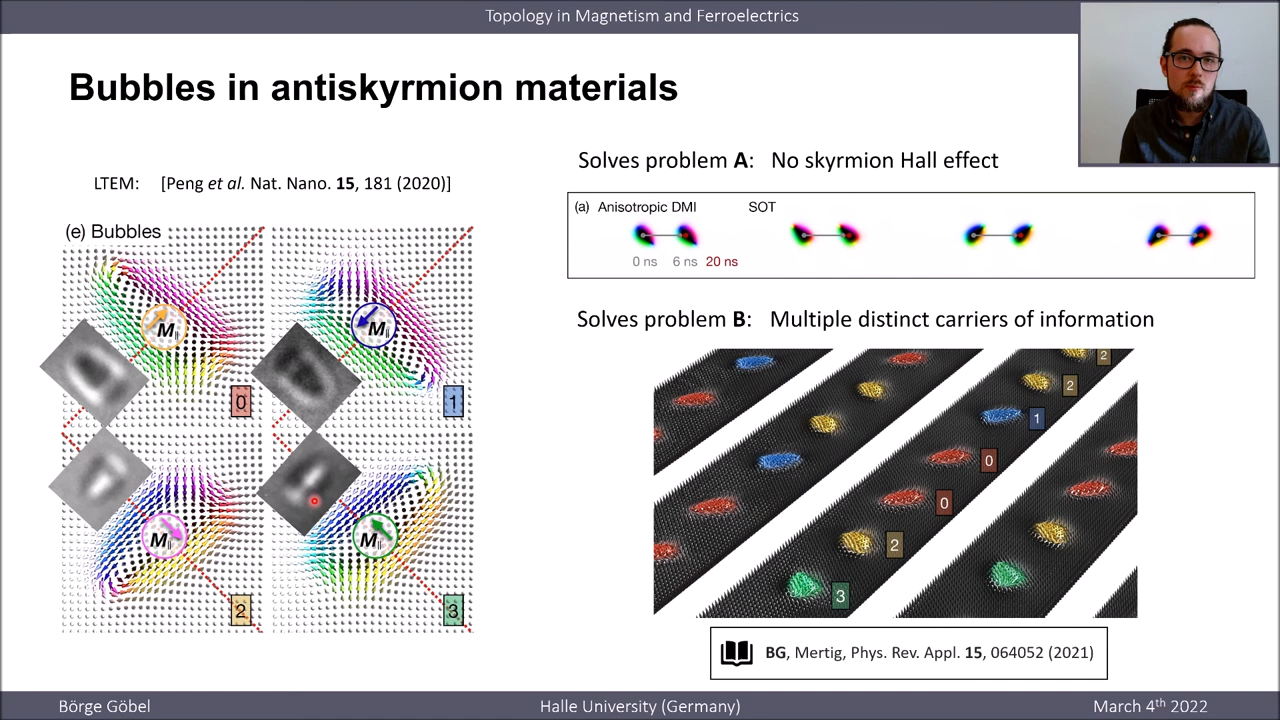 Topology in Magnetism and Ferroelectrics
Bubbles in antiskyrmion materials
LTEM: [Peng et al. Nat. Nano. 15, 181 (2020)]
(e) Bubbles
M||
0
M||
1
M||
2
M||
3
Solves problem A: No skyrmion Hall effect
(a) Anisotropic DMI SOT
0 ns 6 ns 20 ns
Solves problem B: Multiple distinct carriers of information
2
2
1
0
0
2
3
BG, Mertig, Phys. Rev. Appl. 15, 064052 (2021)
Börge Göbel Halle University (Germany) March 4th 2022